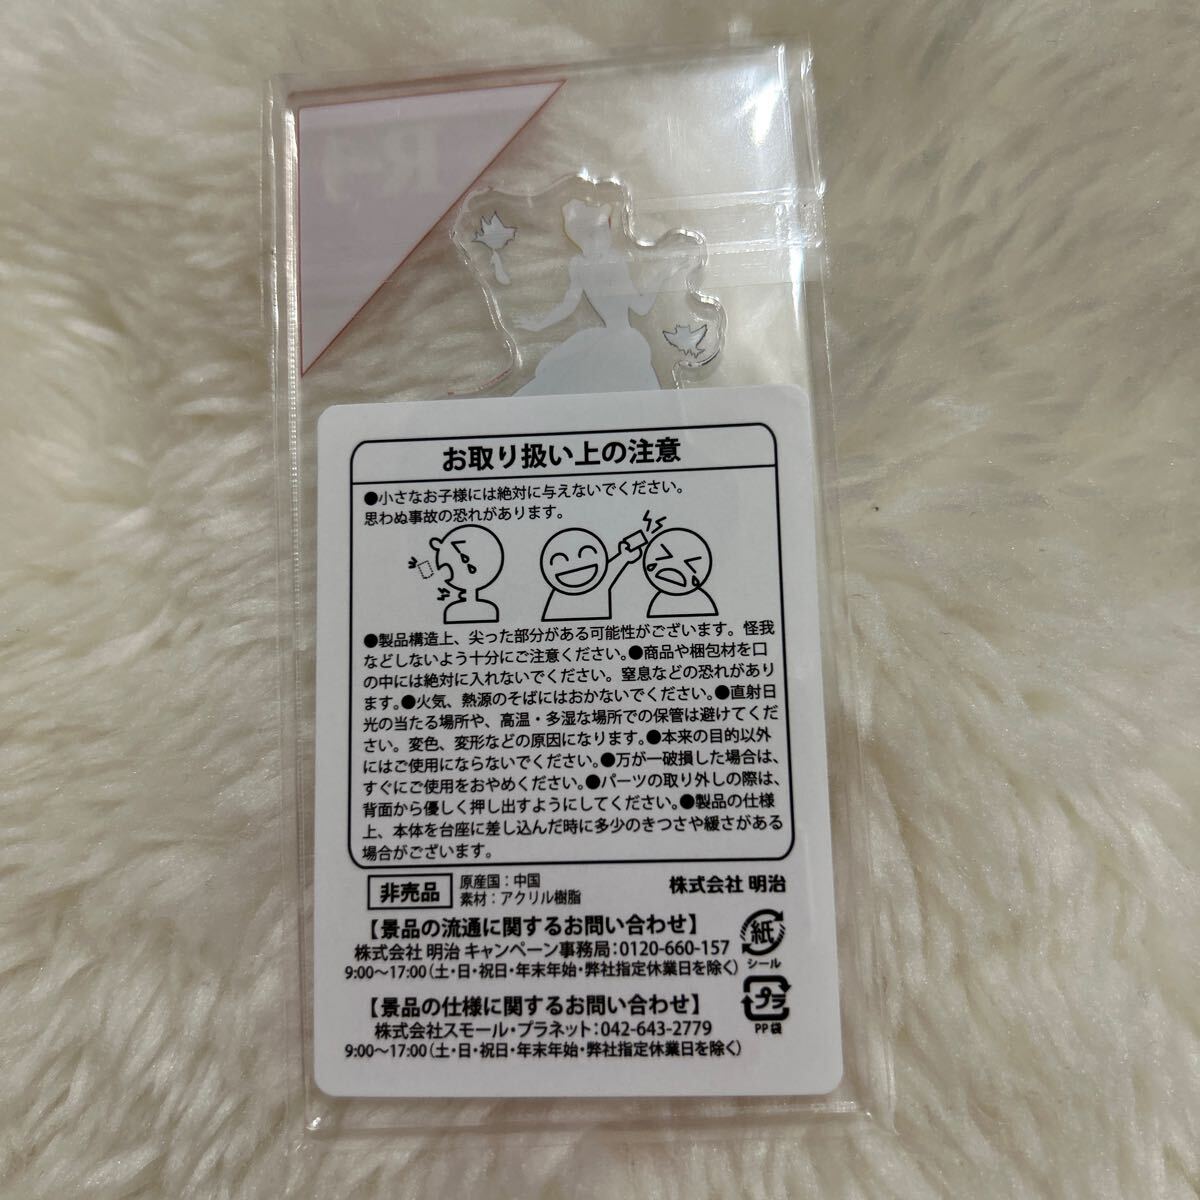 R-1
お取り扱い上の注意
●小さなお子様には絶対に与えないでください。
思わぬ事故の恐れがあります。
●製品構造上、尖った部分がある可能性がございます。怪我
などしないよう十分にご注意ください。●商品や梱包材を口
の中には絶対に入れないでください。窒息などの恐れがあり
ます。●火気、熱源のそばにはおかないでください。●直射日
光の当たる場所や、高温・多湿な場所での保管は避けてくだ
さい。変色、変形などの原因になります。●本来の目的以外
にはご使用にならないでください。●万が一破損した場合は、
すぐにご使用をおやめください。●パーツの取り外しの際は、
背面から優しく押し出すようにしてください。●製品の仕様
上、本体を台座に差し込んだ時に多少のきつさや緩さがある
場合がございます。
非売品
原産国：中国
素材：アクリル樹脂
株式会社 明治
【景品の流通に関するお問い合わせ】
株式会社 明治 キャンペーン事務局：0120-660-157
9:00〜17:00（土・日・祝日・年末年始・弊社指定休業日を除く）
紙
シール
【景品の仕様に関するお問い合わせ】
株式会社スモール・プラネット：042-643-2779
9:00〜17:00（土・日・祝日・年末年始・弊社指定休業日を除く）
プラ
PP袋